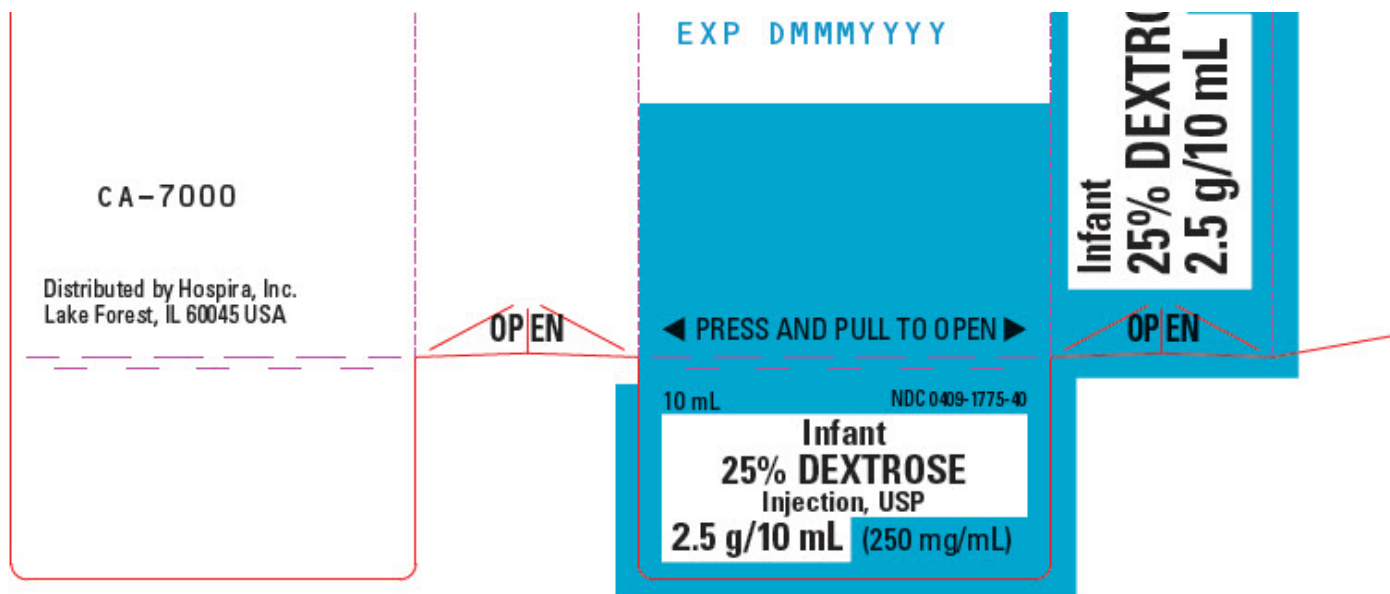 EXP DMMMYYYY
CA-7000
Distributed by Hospira, Inc.
Lake Forest, IL 60045 USA
OPEN
◀ PRESS AND PULL TO OPEN ▶
10 mL NDC 0409-1775-40
Infant
25% DEXTROSE
Injection, USP
2.5 g/10 mL (250 mg/mL)
Infant
25% DEXTRO
2.5 g/10 mL
OPEN